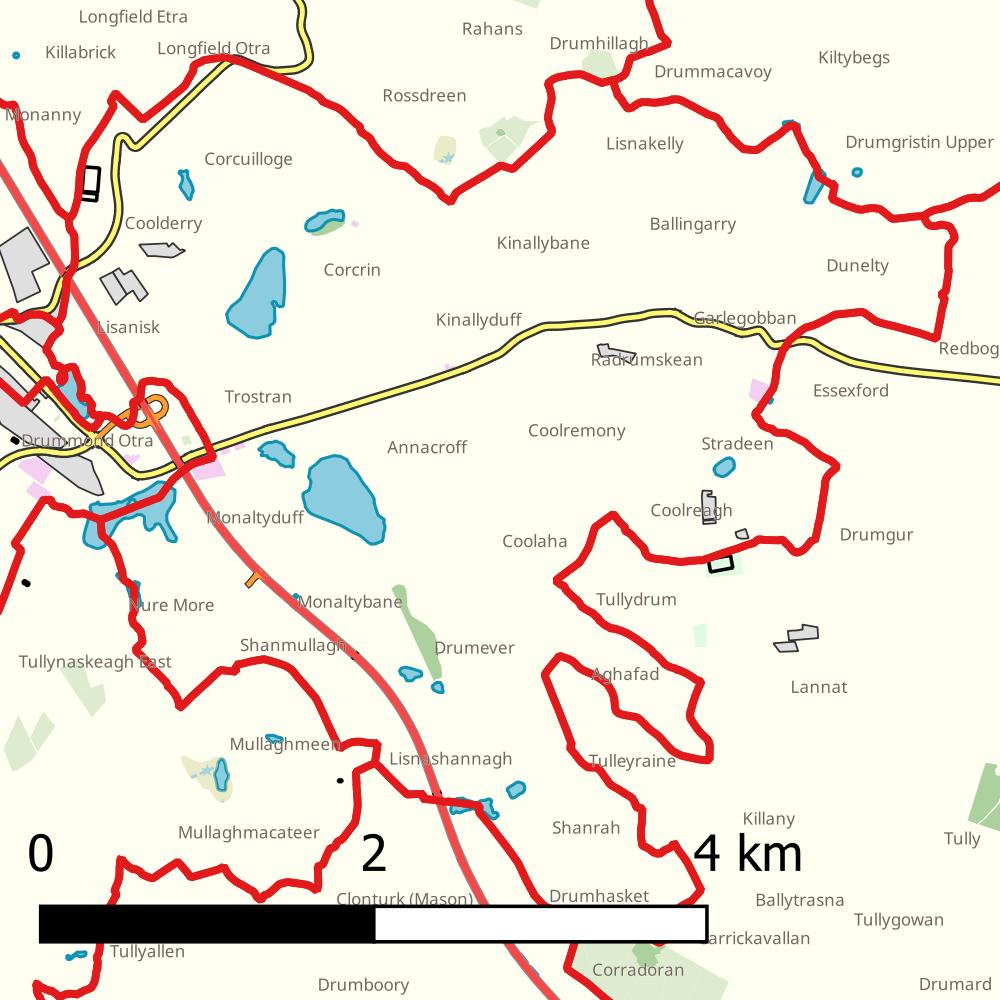 Longfield Etra
Rahans
Drumhillagh
Killabrick
Longfield Otra
Kiltybegs
Drummacavoy
Rossdreen
Monanny
Lisnakelly
Drumgristin Upper
Corcuilloge
Coolderry
Ballingarry
Kinallybane
Corcrin
Dunelty
Kinallyduff
Garlegobban
Lisanisk
Redbog
Radrumskean
Essexford
Trostran
Coolremony
Drummond Otra
Annacroff
Stradeen
Monaltyduff
Coolreagh
Coolaha
Drumgur
Nure More
Monaltybane
Tullydrum
Shanmullagh
Drumever
Tullynaskeagh East
Aghafad
Lannat
Mullaghmeen
Lisnashannagh
Tulleyraine
Mullaghmacateer
Shanrah
Killany
Tully
0 2 4 km
Clonturk (Mason)
Drumhasket
Ballytrasna
Tullygowan
arrickavallan
Tullyallen
Corradoran
Drumboory
Drumard